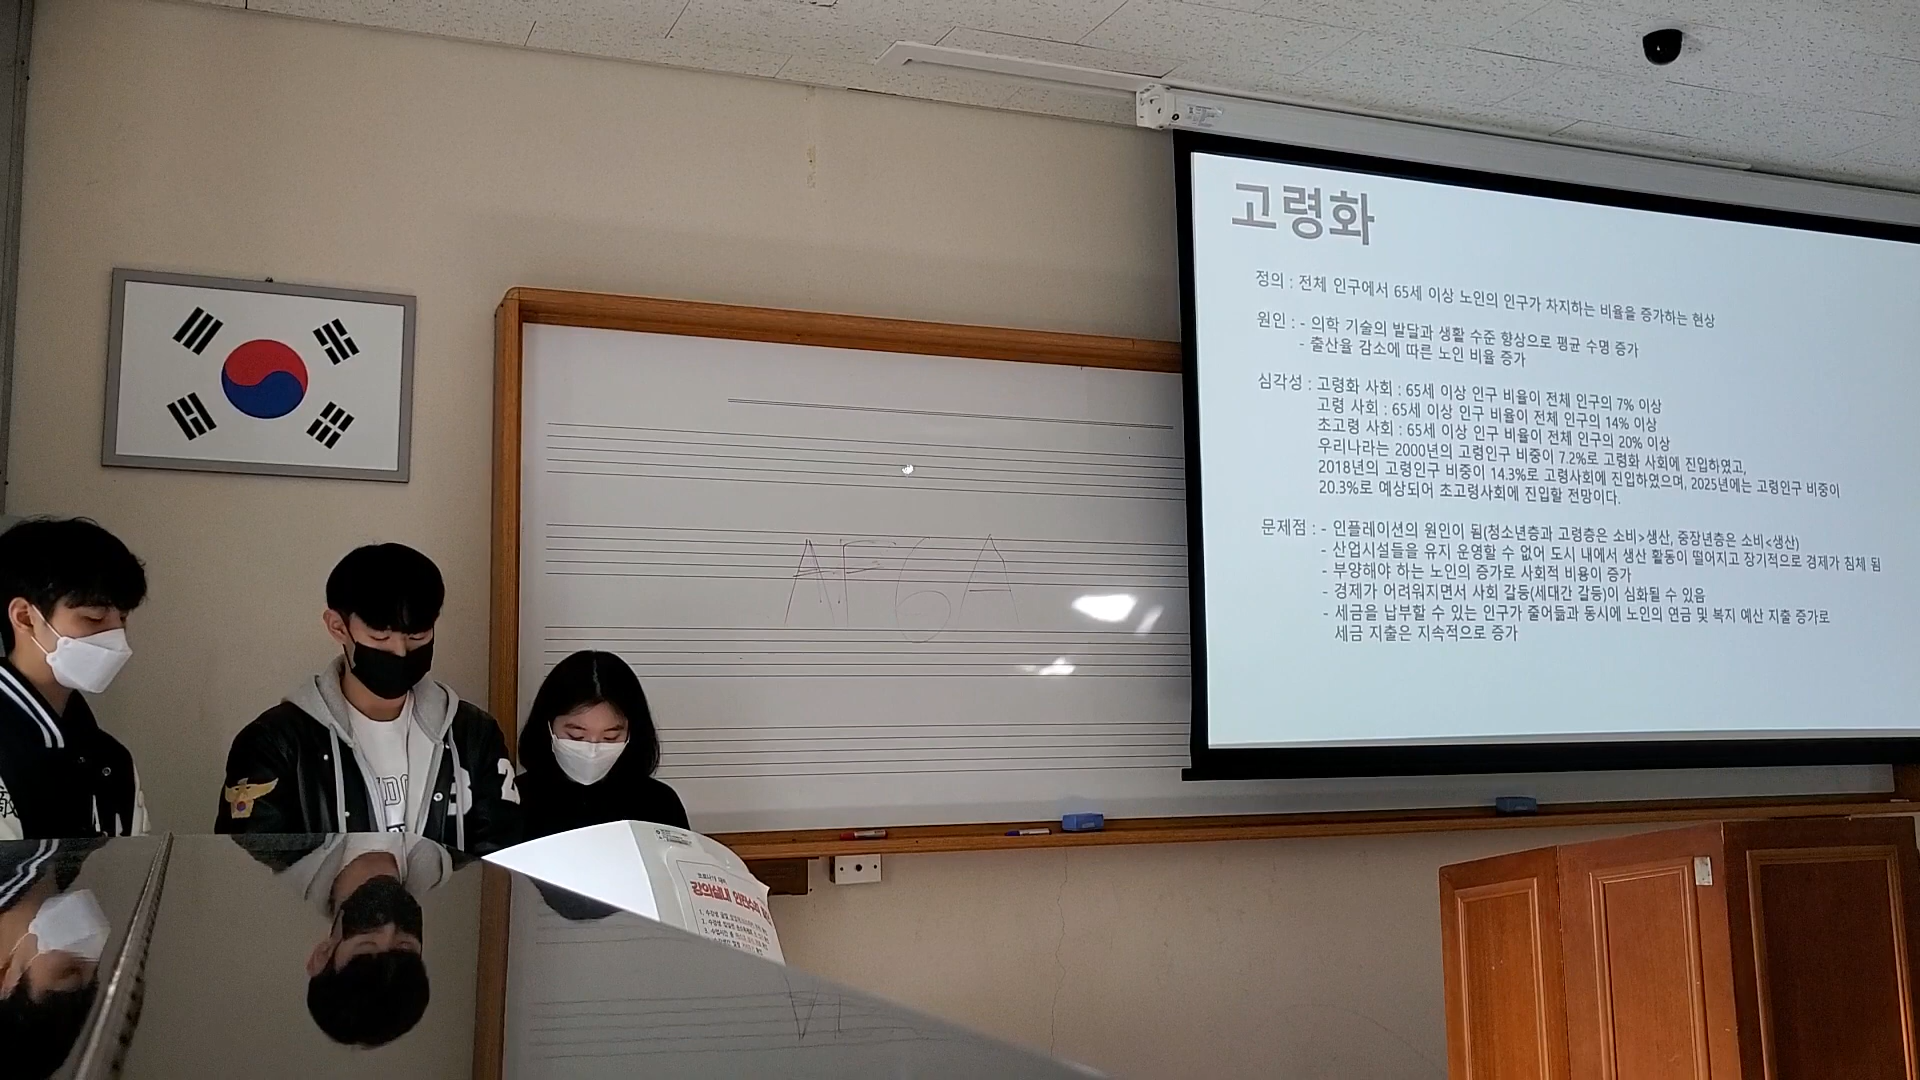 고령화
정의 : 전체 인구에서 65세 이상 노인의 인구가 차지하는 비율을 증가하는 현상
원인 : - 의학 기술의 발달과 생활 수준 향상으로 평균 수명 증가
- 출산율 감소에 따른 노인 비율 증가
심각성 : 고령화 사회 : 65세 이상 인구 비율이 전체 인구의 7% 이상
고령 사회 : 65세 이상 인구 비율이 전체 인구의 14% 이상
초고령 사회 : 65세 이상 인구 비율이 전체 인구의 20% 이상
우리나라는 2000년의 고령인구 비중이 7.2%로 고령화 사회에 진입하였고,
2018년의 고령인구 비중이 14.3%로 고령사회에 진입하였으며, 2025년에는 고령인구 비중이
20.3%로 예상되어 초고령사회에 진입할 전망이다.
문제점 : - 인플레이션의 원인이 됨(청소년층과 고령층은 소비>생산, 중장년층은 소비<생산)
- 산업시설들을 유지 운영할 수 없어 도시 내에서 생산 활동이 떨어지고 장기적으로 경제가 침체 됨
- 부양해야 하는 노인의 증가로 사회적 비용이 증가
- 경제가 어려워지면서 사회 갈등(세대간 갈등)이 심화될 수 있음
- 세금을 납부할 수 있는 인구가 줄어듦과 동시에 노인의 연금 및 복지 예산 지출 증가로
세금 지출은 지속적으로 증가
AF6A
강의실내 안전수칙